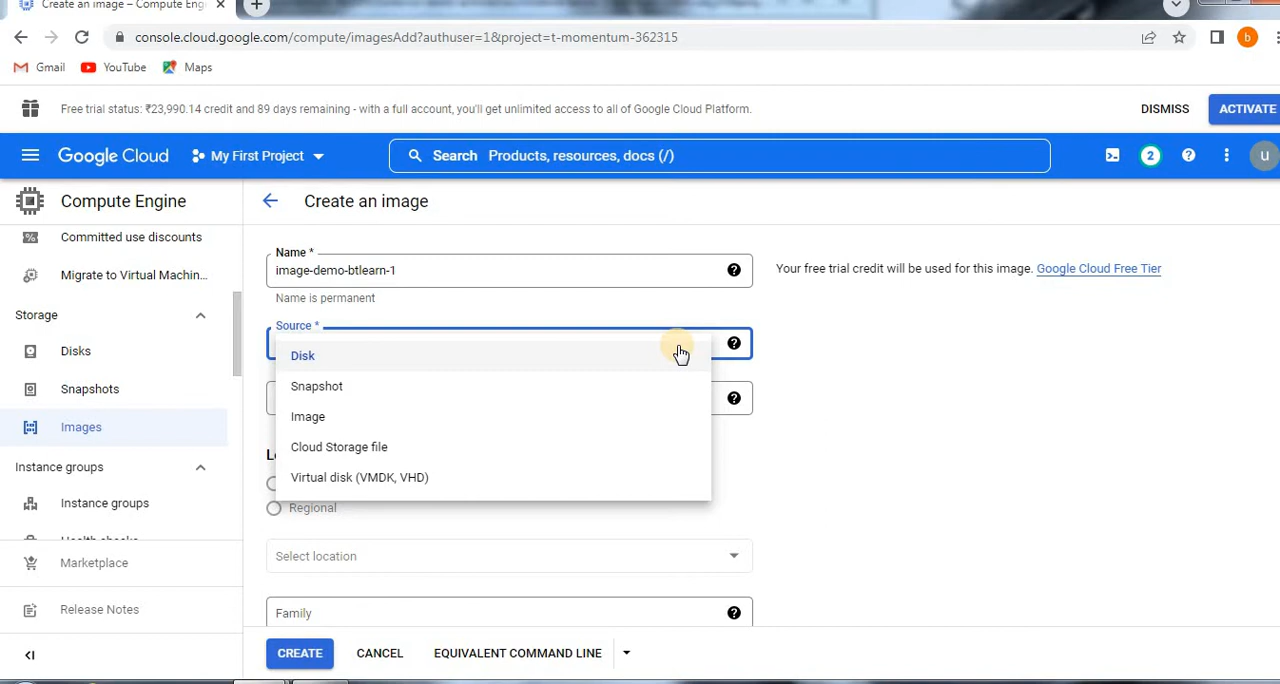 Create an image – Compute Engi
console.cloud.google.com/compute/imagesAdd?authuser=1&project=t-momentum-362315
b
Gmail YouTube Maps
Free trial status: ₹23,990.14 credit and 89 days remaining - with a full account, you'll get unlimited access to all of Google Cloud Platform.
DISMISS
ACTIVATE
Google Cloud
My First Project
Search Products, resources, docs (/)
2
u
Compute Engine
Create an image
Committed use discounts
Migrate to Virtual Machin...
Storage
Disks
Snapshots
Images
Instance groups
Instance groups
Health checks
Marketplace
Release Notes
Name *
image-demo-btlearn-1
Name is permanent
Your free trial credit will be used for this image. Google Cloud Free Tier
Source *
Disk
Snapshot
Image
Cloud Storage file
Virtual disk (VMDK, VHD)
Regional
Select location
Family
CREATE
CANCEL
EQUIVALENT COMMAND LINE